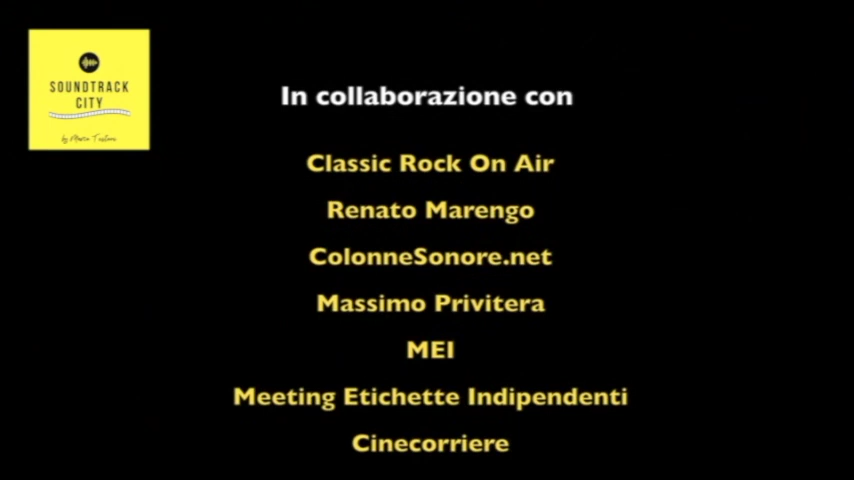 SOUNDTRACK
CITY
In collaborazione con
Classic Rock On Air
Renato Marengo
ColonneSonore.net
Massimo Privitera
MEI
Meeting Etichette Indipendenti
Cinecorriere